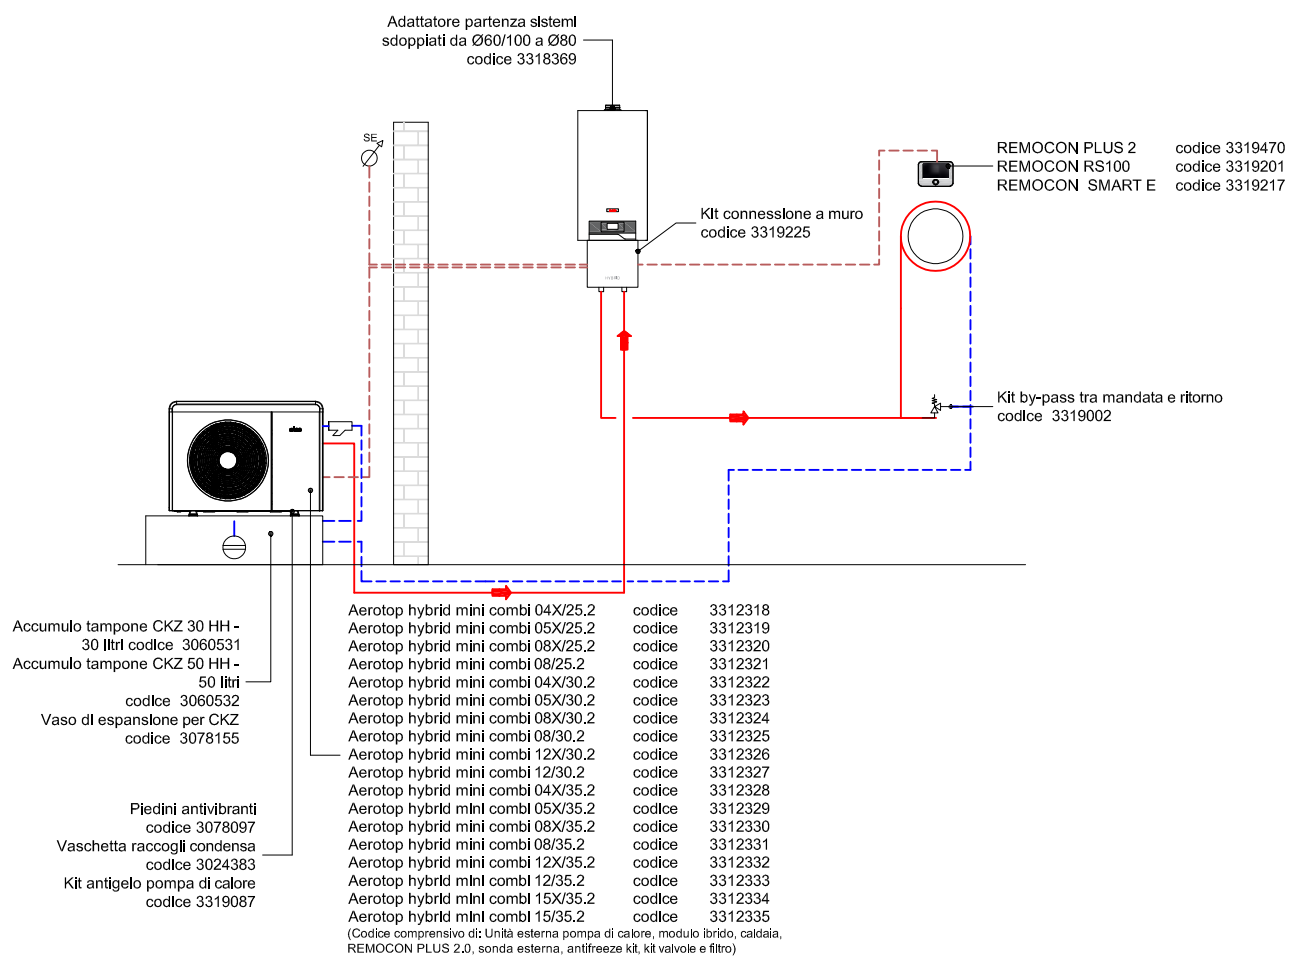 Adattatore partenza sistemi
sdoppiati da Ø60/100 a Ø80
codice 3318369
SE
REMOCON PLUS 2 codice 3319470
REMOCON RS100 codice 3319201
REMOCON SMART E codice 3319217
Kit connessione a muro
codice 3319225
Kit by-pass tra mandata e ritorno
codice 3319002
Accumulo tampone CKZ 30 HH -
30 litri codice 3060531
Accumulo tampone CKZ 50 HH -
50 litri
codice 3060532
Vaso di espansione per CKZ
codice 3078155
Piedini antivibranti
codice 3078097
Vaschetta raccogli condensa
codice 3024383
Kit antigelo pompa di calore
codice 3319087
Aerotop hybrid mini combi 04X/25.2 codice 3312318
Aerotop hybrid mini combi 05X/25.2 codice 3312319
Aerotop hybrid mini combi 08X/25.2 codice 3312320
Aerotop hybrid mini combi 08/25.2 codice 3312321
Aerotop hybrid mini combi 04X/30.2 codice 3312322
Aerotop hybrid mini combi 05X/30.2 codice 3312323
Aerotop hybrid mini combi 08X/30.2 codice 3312324
Aerotop hybrid mini combi 08/30.2 codice 3312325
Aerotop hybrid mini combi 12X/30.2 codice 3312326
Aerotop hybrid mini combi 12/30.2 codice 3312327
Aerotop hybrid mini combi 04X/35.2 codice 3312328
Aerotop hybrid mini combi 05X/35.2 codice 3312329
Aerotop hybrid mini combi 08X/35.2 codice 3312330
Aerotop hybrid mini combi 08/35.2 codice 3312331
Aerotop hybrid mini combi 12X/35.2 codice 3312332
Aerotop hybrid mini combi 12/35.2 codice 3312333
Aerotop hybrid mini combi 15X/35.2 codice 3312334
Aerotop hybrid mini combi 15/35.2 codice 3312335
(Codice comprensivo di: Unità esterna pompa di calore, modulo ibrido, caldaia,
REMOCON PLUS 2.0, sonda esterna, antifreeze kit, kit valvole e filtro)